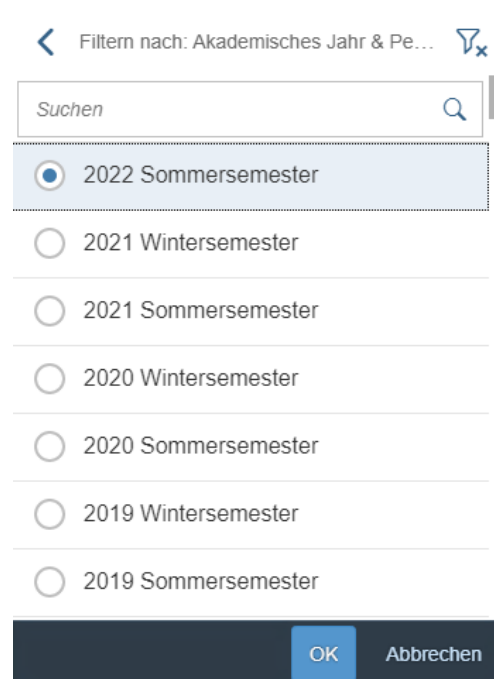 Filtern nach: Akademisches Jahr & Pe...
Suchen
2022 Sommersemester
2021 Wintersemester
2021 Sommersemester
2020 Wintersemester
2020 Sommersemester
2019 Wintersemester
2019 Sommersemester
OK Abbrechen